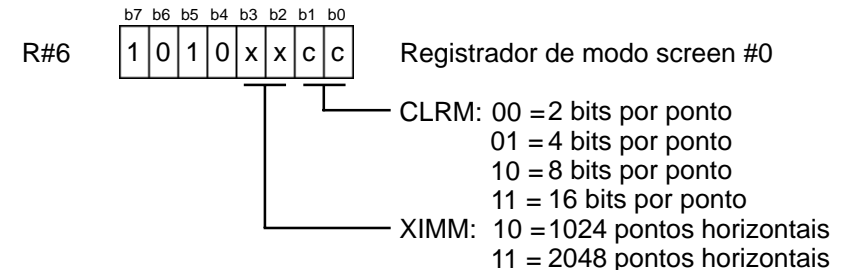 b7 b6 b5 b4 b3 b2 b1 b0
R#6 1 0 1 0 x x c c Registrador de modo screen #0
CLRM: 00 = 2 bits por ponto
01 = 4 bits por ponto
10 = 8 bits por ponto
11 = 16 bits por ponto
XIMM: 10 = 1024 pontos horizontais
11 = 2048 pontos horizontais